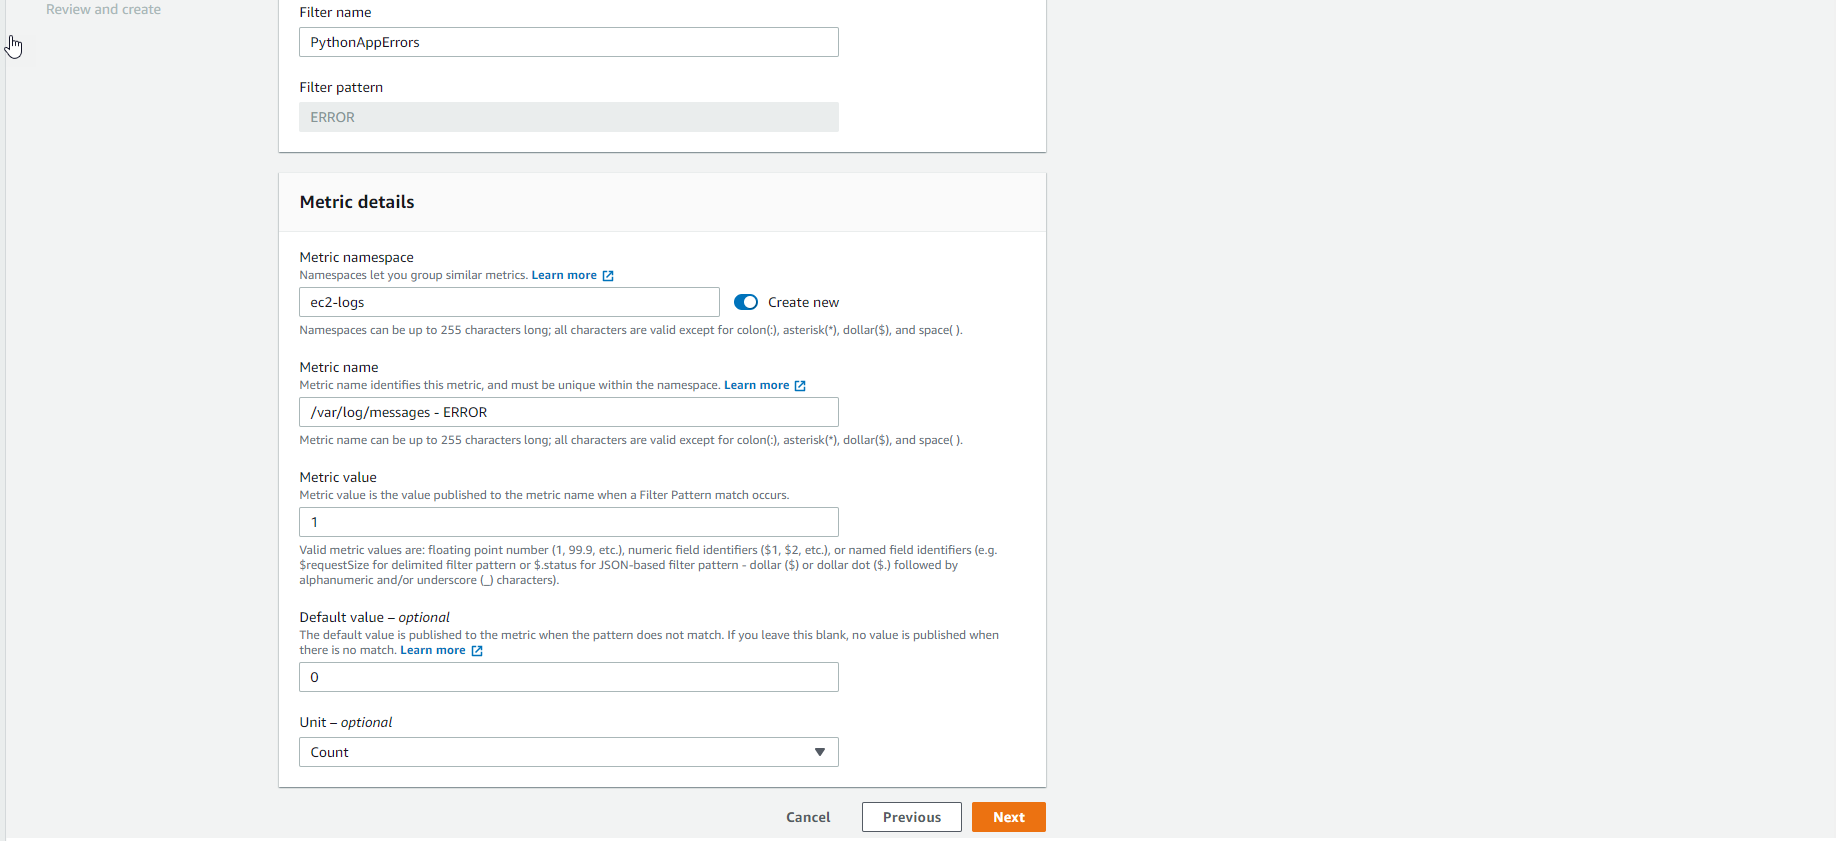 Review and create
Filter name
PythonAppErrors
Filter pattern
ERROR
Metric details
Metric namespace
Namespaces let you group similar metrics. Learn more
ec2-logs
Create new
Namespaces can be up to 255 characters long; all characters are valid except for colon(:), asterisk(*), dollar($), and space( ).
Metric name
Metric name identifies this metric, and must be unique within the namespace. Learn more
/var/log/messages - ERROR
Metric name can be up to 255 characters long; all characters are valid except for colon(:), asterisk(*), dollar($), and space( ).
Metric value
Metric value is the value published to the metric name when a Filter Pattern match occurs.
1
Valid metric values are: floating point number (1, 99.9, etc.), numeric field identifiers ($1, $2, etc.), or named field identifiers (e.g.
$requestSize for delimited filter pattern or $.status for JSON-based filter pattern - dollar ($) or dollar dot ($.) followed by
alphanumeric and/or underscore (_) characters).
Default value – optional
The default value is published to the metric when the pattern does not match. If you leave this blank, no value is published when
there is no match. Learn more
0
Unit – optional
Count
Cancel
Previous
Next